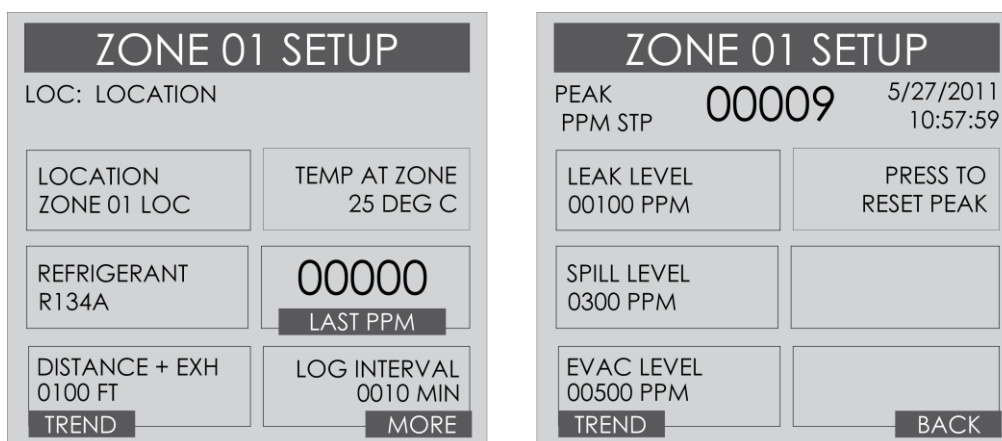 ZONE 01 SETUP
LOC: LOCATION
LOCATION
ZONE 01 LOC
TEMP AT ZONE
25 DEG C
REFRIGERANT
R134A
00000
LAST PPM
DISTANCE + EXH
0100 FT
TREND
LOG INTERVAL
0010 MIN
MORE
ZONE 01 SETUP
PEAK
PPM STP
00009
5/27/2011
10:57:59
LEAK LEVEL
00100 PPM
PRESS TO
RESET PEAK
SPILL LEVEL
0300 PPM
EVAC LEVEL
00500 PPM
TREND
BACK